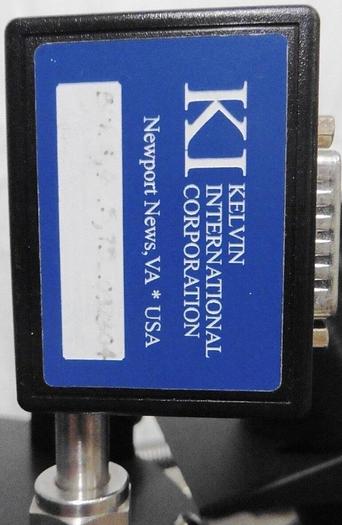 KI
KELVIN
INTERNATIONAL
CORPORATION
Newport News, VA * USA